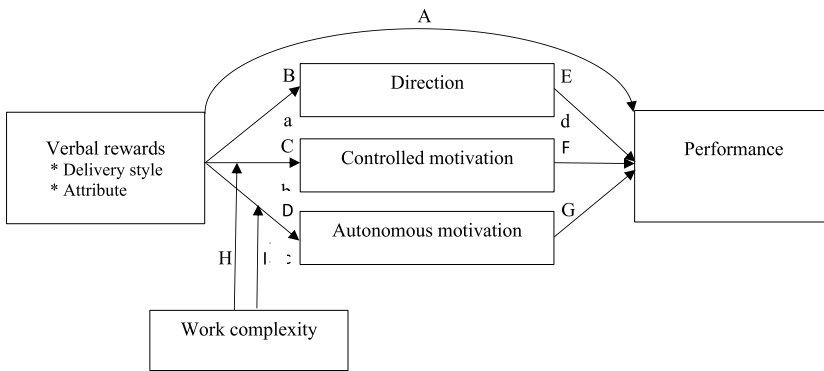 A
B
E
Direction
a
d
Verbal rewards
* Delivery style
* Attribute
C
F
Controlled motivation
Performance
D
G
Autonomous motivation
H
c
Work complexity